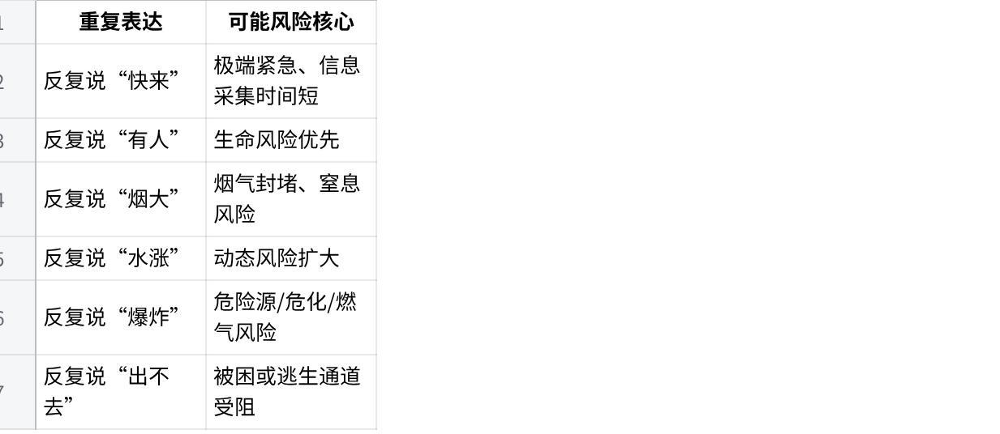 1
重复表达
可能风险核心
2
反复说“快来”
极端紧急、信息
采集时间短
3
反复说“有人”
生命风险优先
4
反复说“烟大”
烟气封堵、窒息
风险
5
反复说“水涨”
动态风险扩大
6
反复说“爆炸”
危险源/危化/燃
气风险
7
反复说“出不
去”
被困或逃生通道
受阻